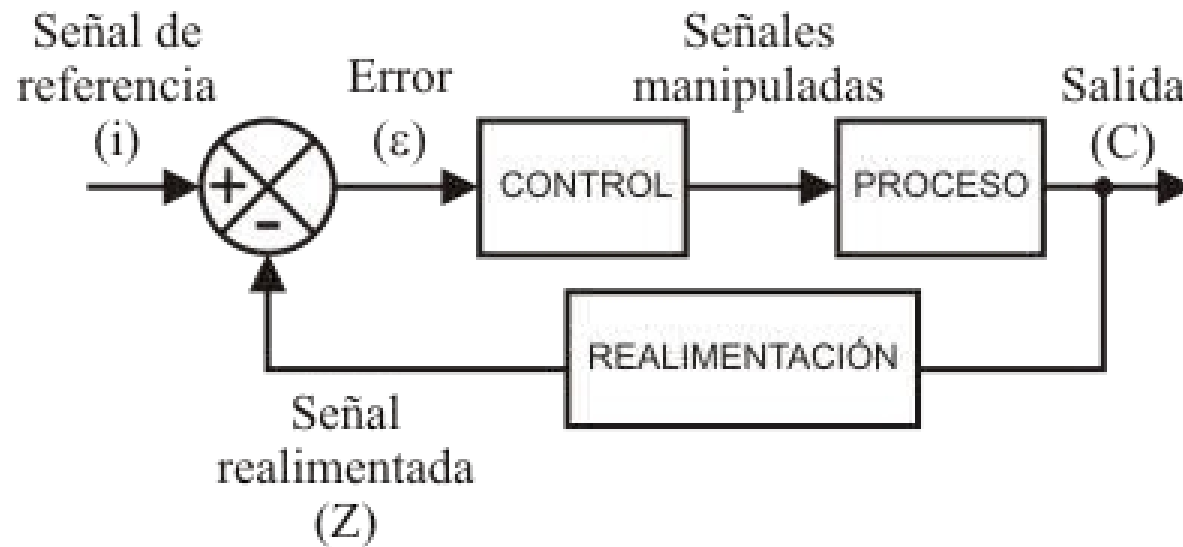 Señal de
referencia
(i)
Error
(ε)
Señales
manipuladas
Salida
(C)
+
-
CONTROL
PROCESO
REALIMENTACIÓN
Señal
realimentada
(Z)